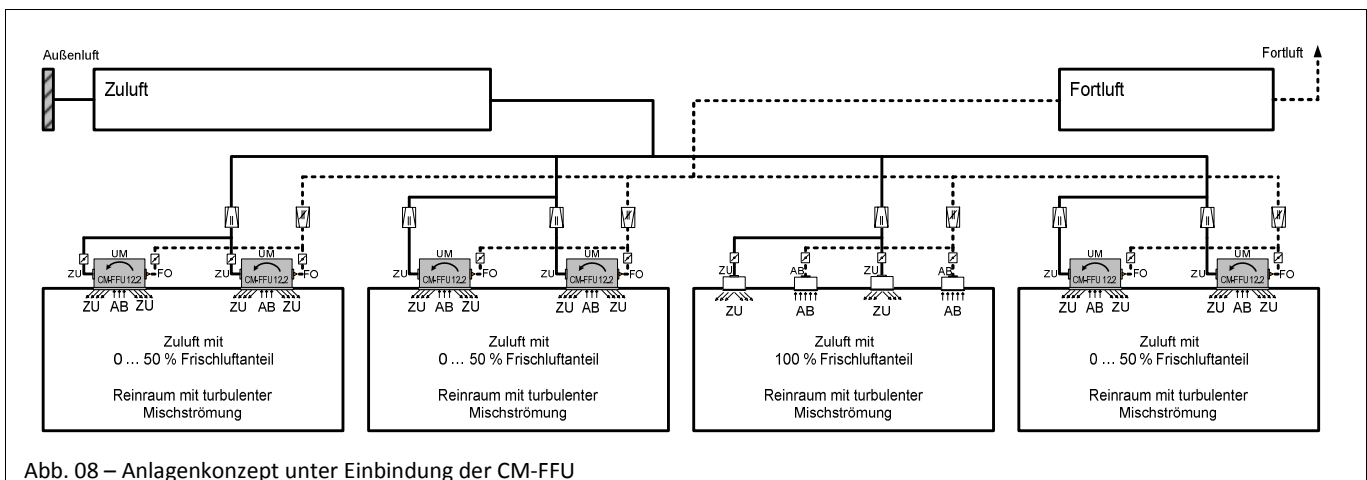 Außenluft
Zuluft
Fortluft
Fortluft
UM UM UM UM UM UM
ZU CM-FFU 12.2 FO ZU CM-FFU 12.2 FO ZU CM-FFU 12.2 FO ZU CM-FFU 12.2 FO ZU AB ZU AB ZU CM-FFU 12.2 FO ZU CM-FFU 12.2 FO
ZU AB ZU ZU AB ZU ZU AB ZU ZU AB ZU ZU AB ZU AB ZU AB ZU ZU AB ZU
Zuluft mit
0 ... 50 % Frischluftanteil
Reinraum mit turbulenter
Mischströmung
Zuluft mit
0 ... 50 % Frischluftanteil
Reinraum mit turbulenter
Mischströmung
Zuluft mit
100 % Frischluftanteil
Reinraum mit turbulenter
Mischströmung
Zuluft mit
0 ... 50 % Frischluftanteil
Reinraum mit turbulenter
Mischströmung
Abb. 08 – Anlagenkonzept unter Einbindung der CM-FFU